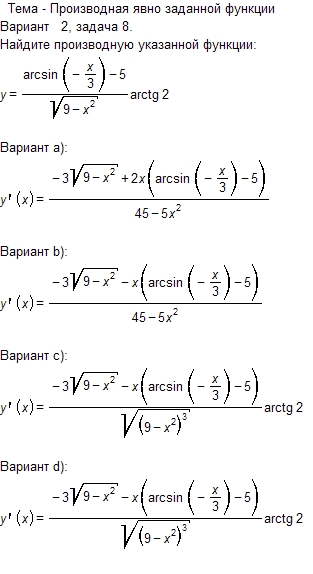 Тема - Производная явно заданной функции
Вариант 2, задача 8.
Найдите производную указанной функции:
y = (arcsin(-x/3) - 5)/√(9 - x²) arctg 2
Вариант a):
y′(x) = (-3√(9 - x²) + 2x(arcsin(-x/3) - 5))/(45 - 5x²)
Вариант b):
y′(x) = (-3√(9 - x²) - x(arcsin(-x/3) - 5))/(45 - 5x²)
Вариант c):
y′(x) = (-3√(9 - x²) - x(arcsin(-x/3) - 5))/√((9 - x²)³) arctg 2
Вариант d):
y′(x) = (-3√(9 - x²) - x(arcsin(-x/3) - 5))/√((9 - x²)³) arctg 2